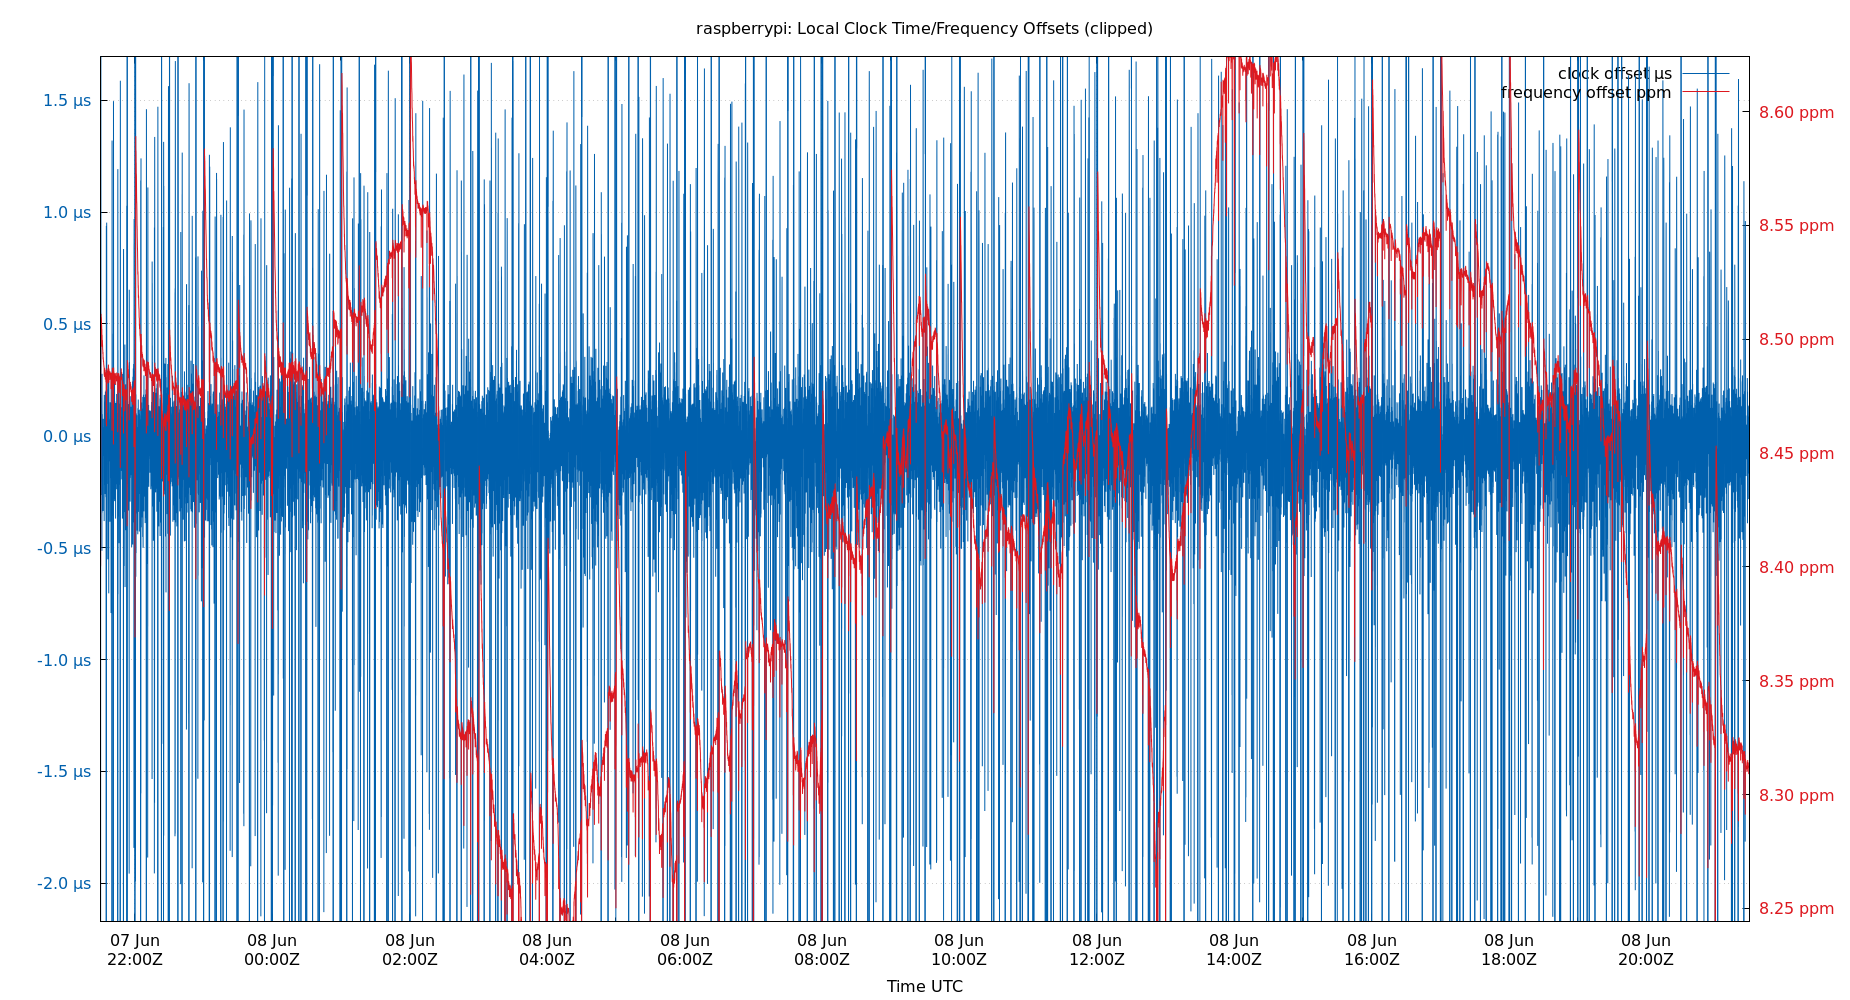 raspberrypi: Local Clock Time/Frequency Offsets (clipped)
clock offset µs
frequency offset ppm
1.5 µs
1.0 µs
0.5 µs
0.0 µs
-0.5 µs
-1.0 µs
-1.5 µs
-2.0 µs
8.60 ppm
8.55 ppm
8.50 ppm
8.45 ppm
8.40 ppm
8.35 ppm
8.30 ppm
8.25 ppm
07 Jun 08 Jun 08 Jun 08 Jun 08 Jun 08 Jun 08 Jun 08 Jun 08 Jun 08 Jun 08 Jun 08 Jun
22:00Z 00:00Z 02:00Z 04:00Z 06:00Z 08:00Z 10:00Z 12:00Z 14:00Z 16:00Z 18:00Z 20:00Z
Time UTC